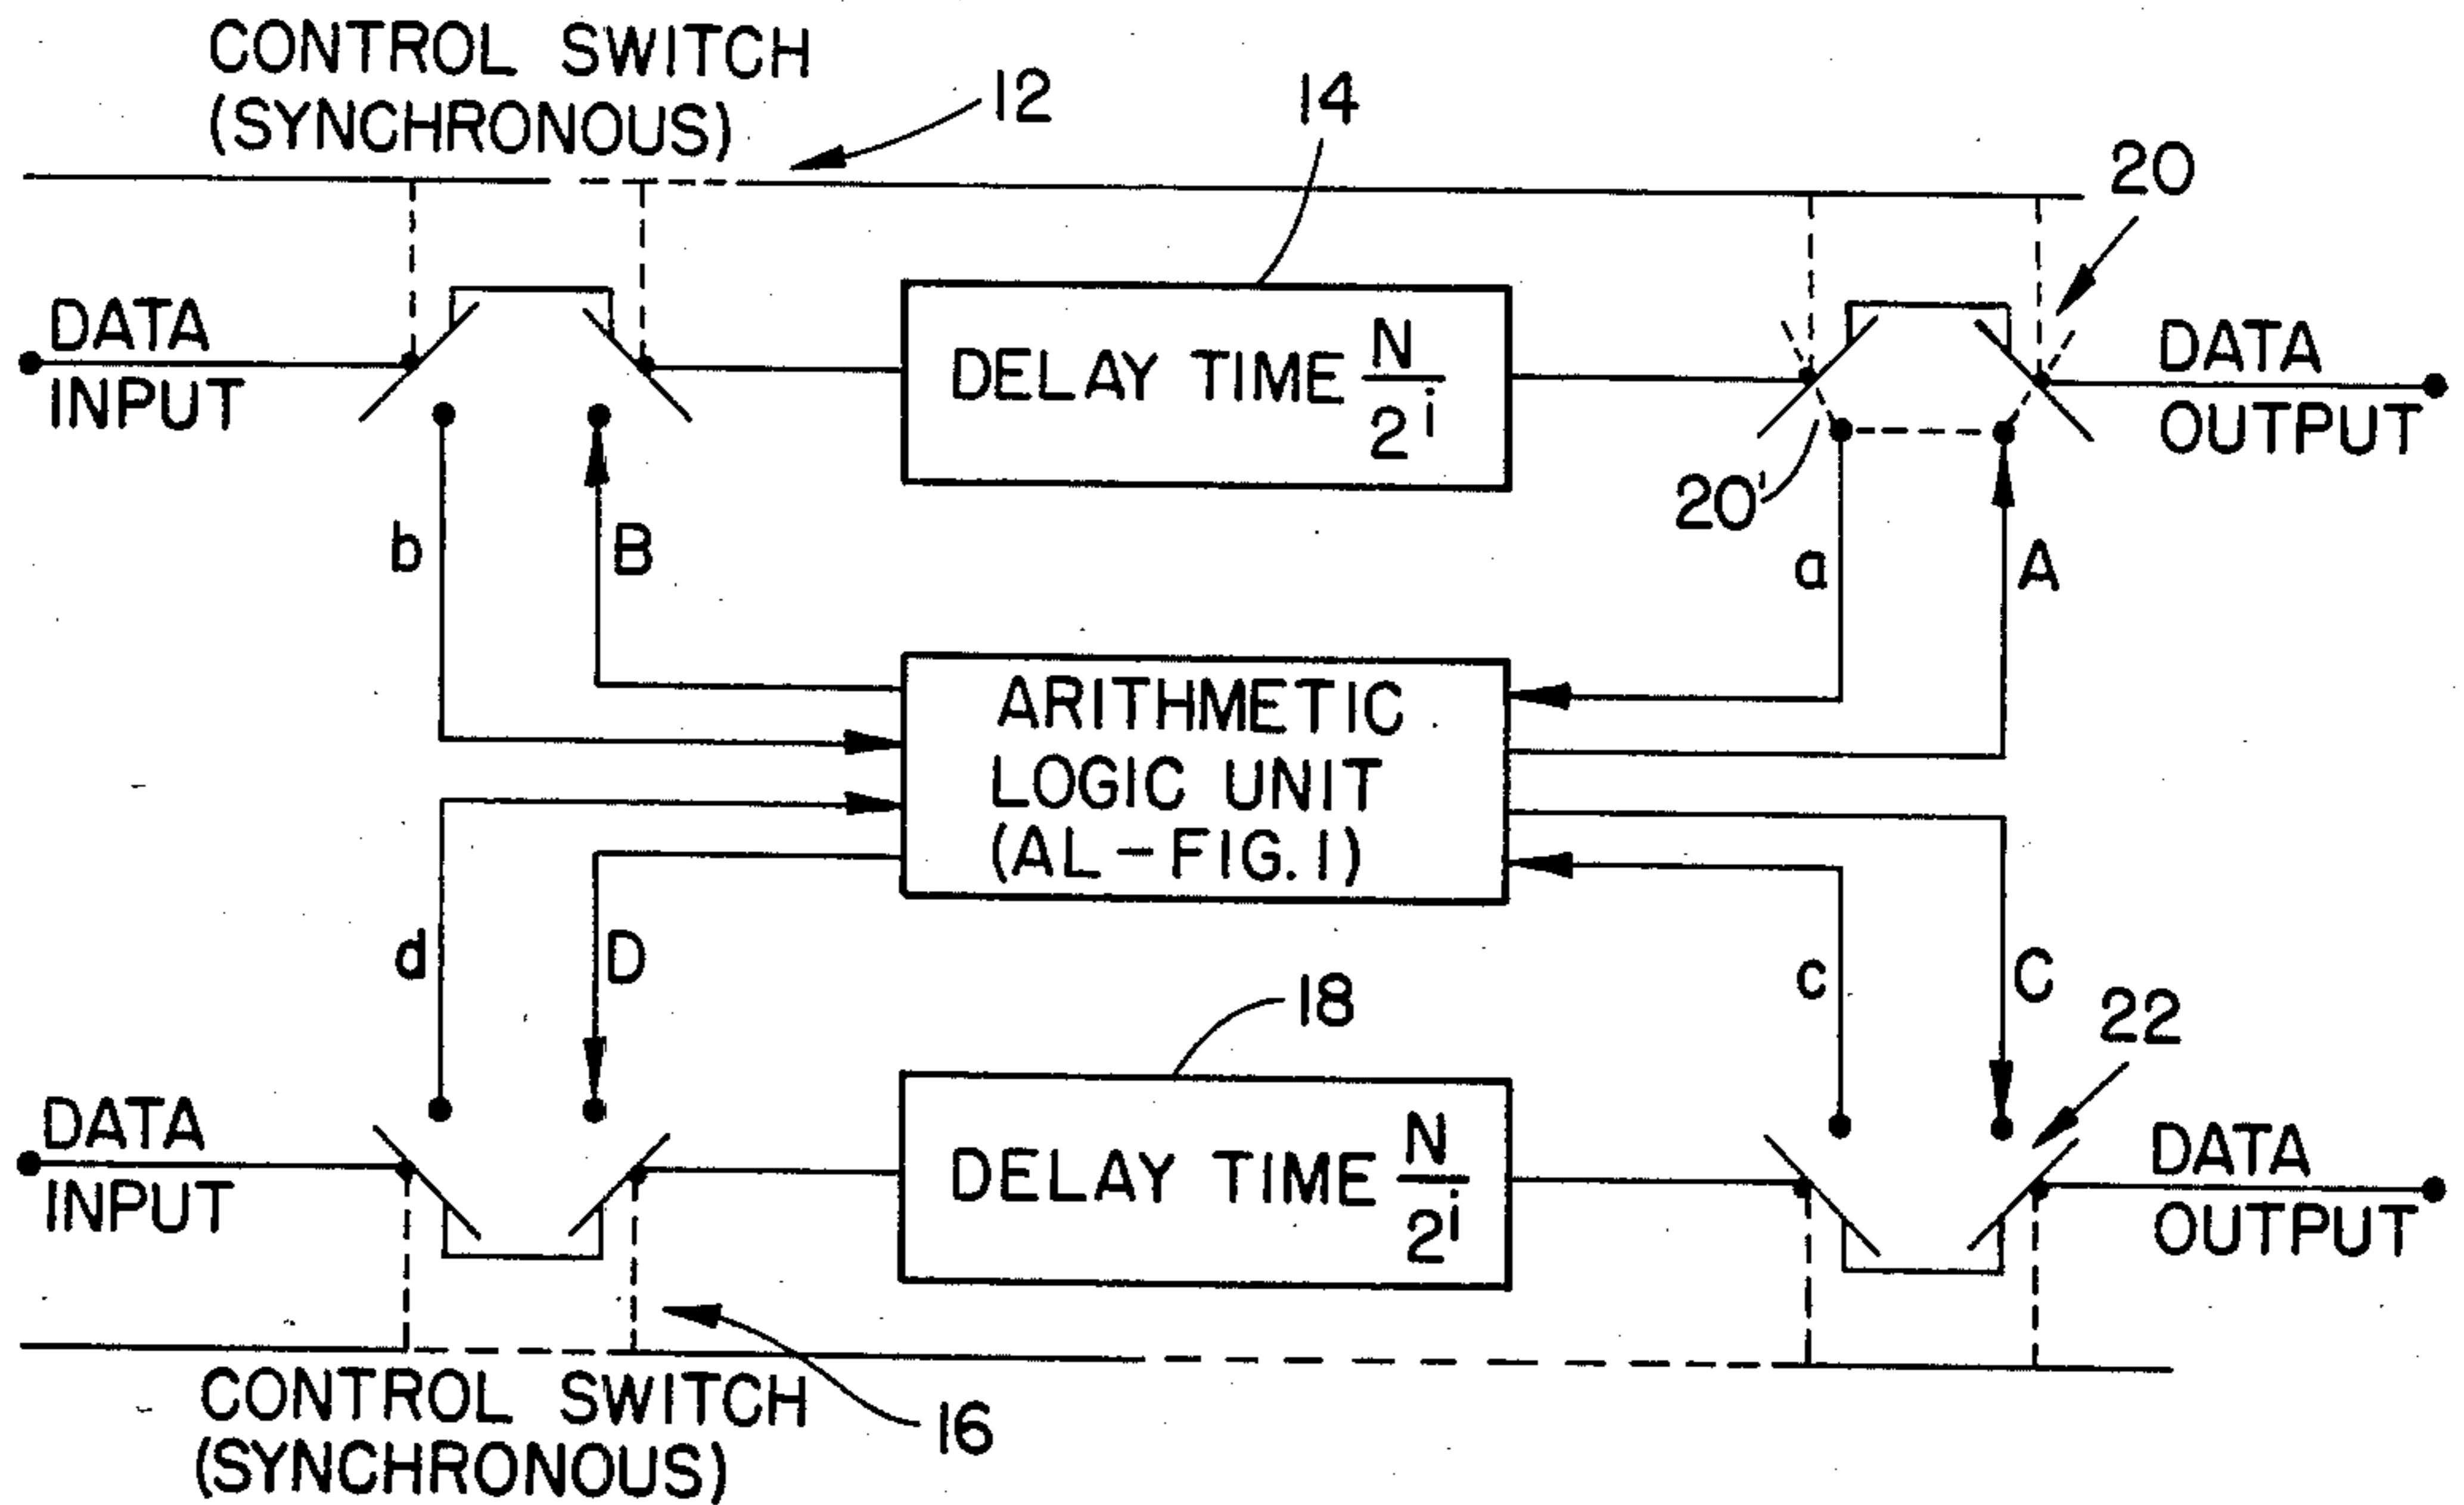 CONTROL SWITCH
(SYNCHRONOUS)
12
14
20
DATA
INPUT
DELAY TIME N/2^i
DATA
OUTPUT
20'
b
B
a
A
ARITHMETIC
LOGIC UNIT
(AL-FIG. 1)
d
D
c
C
18
22
DATA
INPUT
DELAY TIME N/2^i
DATA
OUTPUT
CONTROL SWITCH
(SYNCHRONOUS)
16